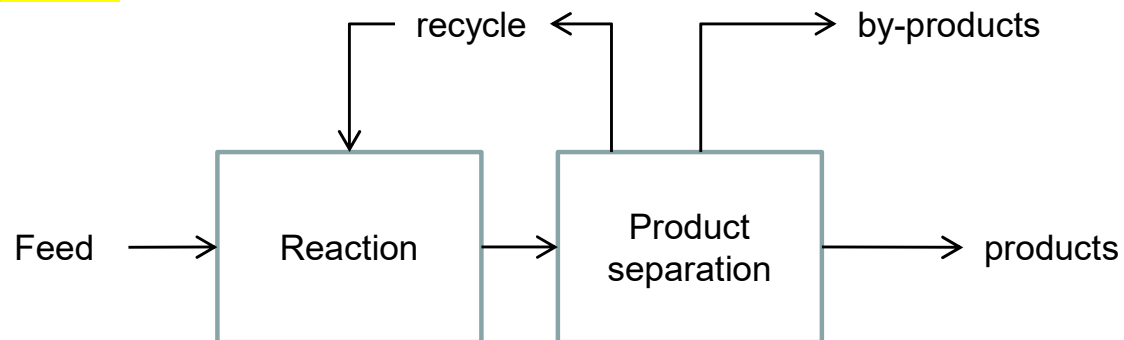 recycle
by-products
Feed
Reaction
Product
separation
products